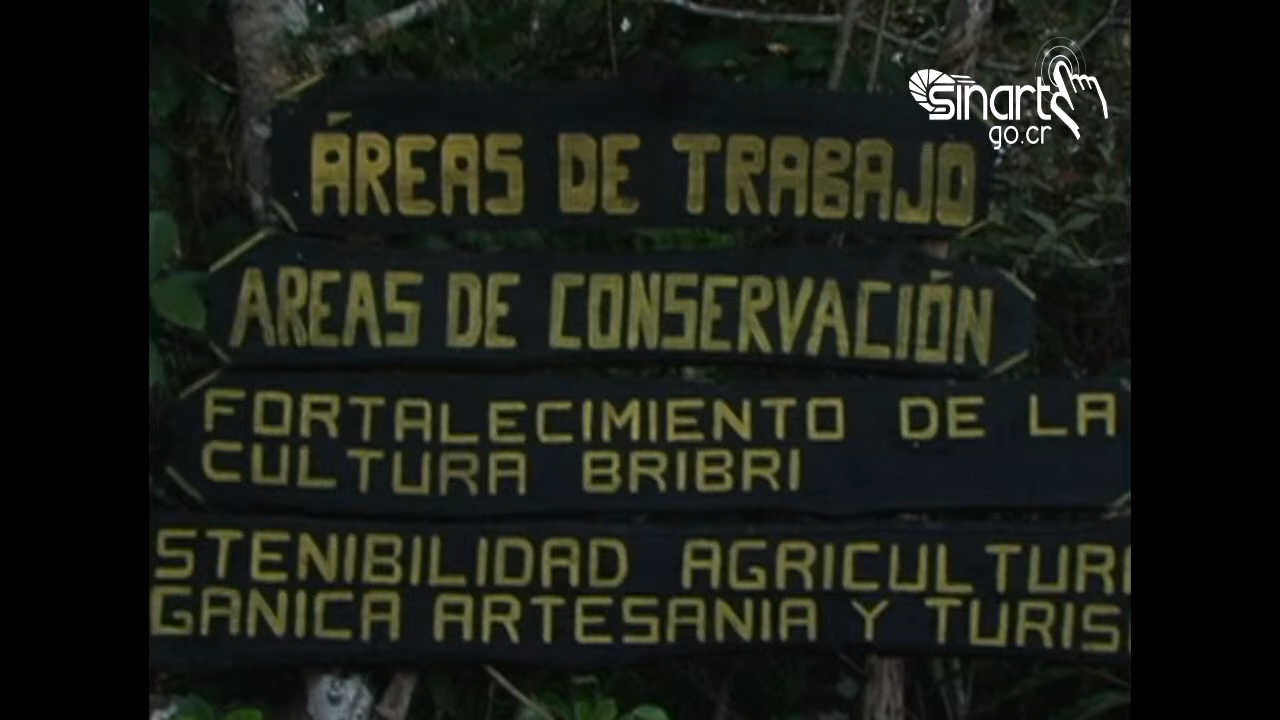 Sinart
go.cr
ÁREAS DE TRABAJO
AREAS DE CONSERVACIÓN
FORTALECIMIENTO DE LA
CULTURA BRIBRI
STENIBILIDAD AGRICULTUR
GANICA ARTESANIA Y TURIS